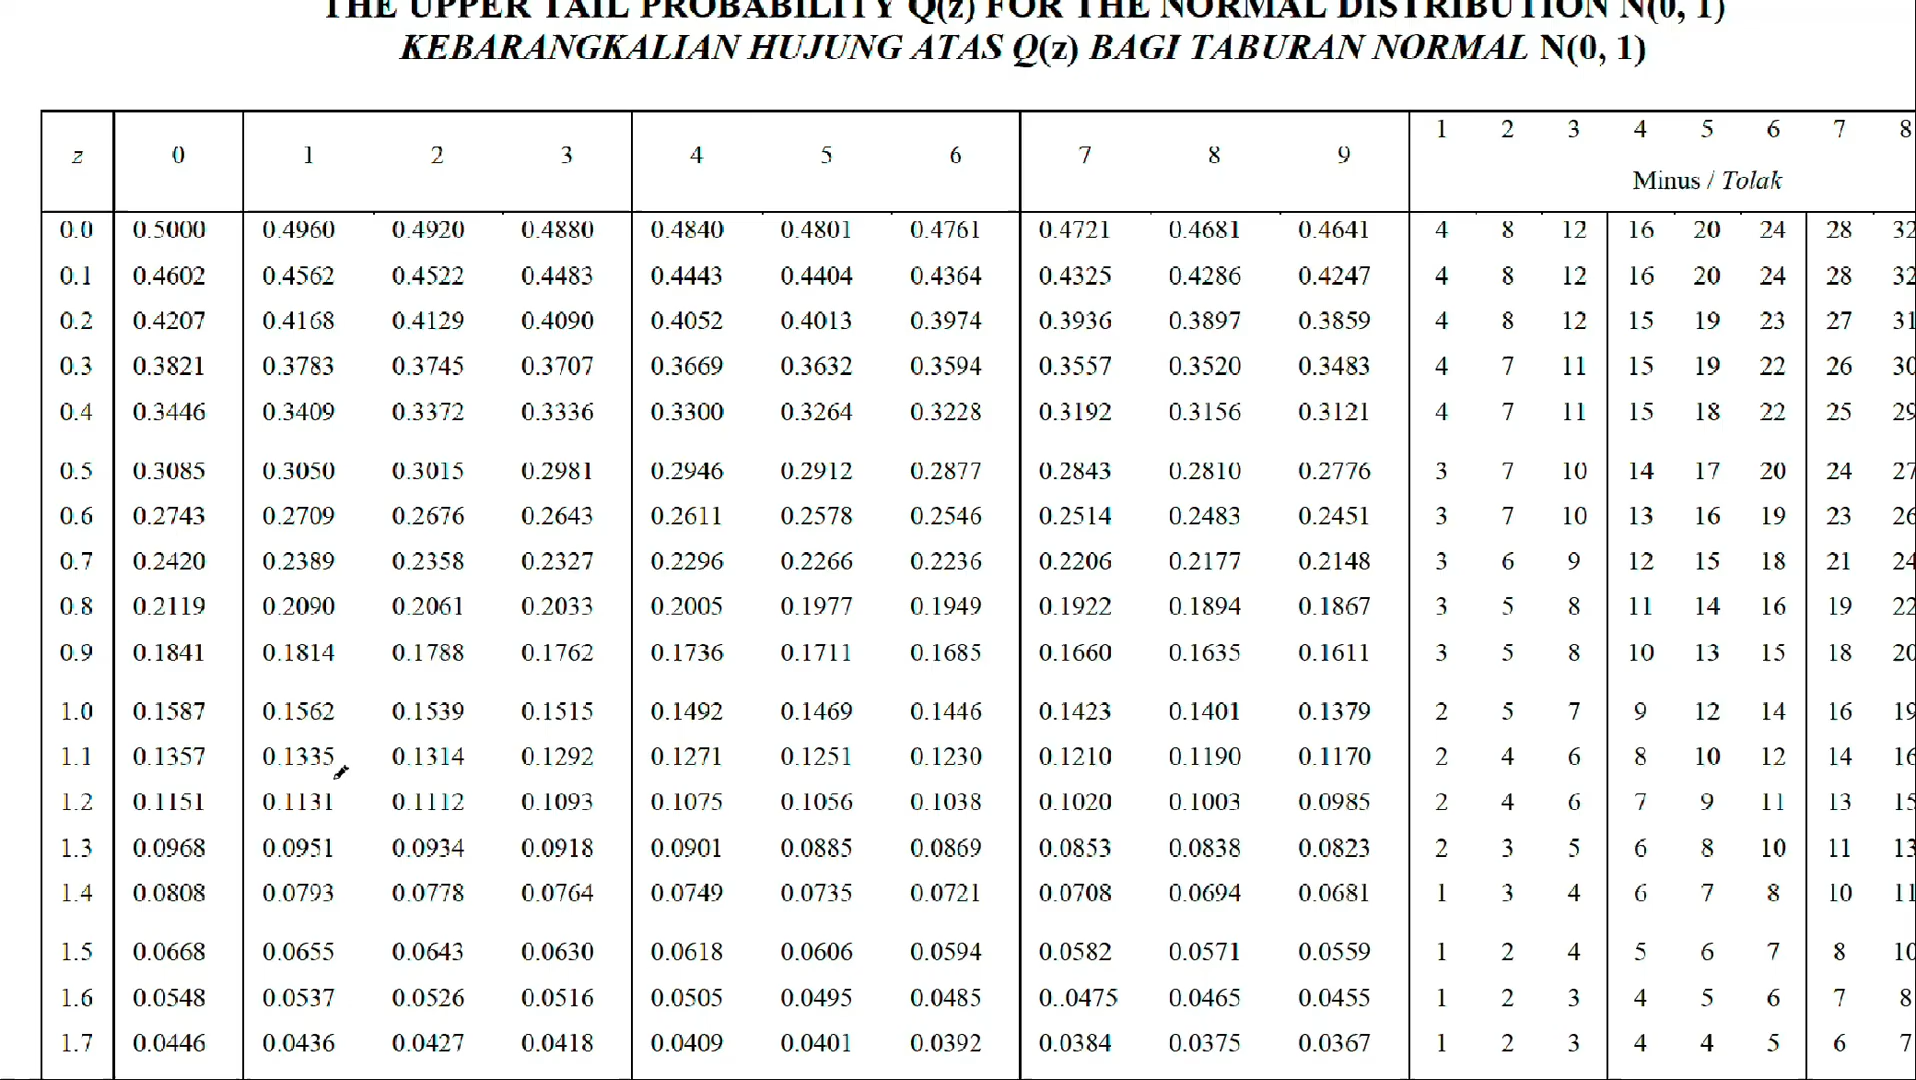 THE UPPER TAIL PROBABILITY Q(z) FOR THE NORMAL DISTRIBUTION N(0, 1)
KEBARANGKALIAN HUJUNG ATAS Q(z) BAGI TABURAN NORMAL N(0, 1)
z 0 1 2 3 4 5 6 7 8 9 1 2 3 4 5 6 7 8
Minus / Tolak
0.0 0.5000 0.4960 0.4920 0.4880 0.4840 0.4801 0.4761 0.4721 0.4681 0.4641 4 8 12 16 20 24 28 32
0.1 0.4602 0.4562 0.4522 0.4483 0.4443 0.4404 0.4364 0.4325 0.4286 0.4247 4 8 12 16 20 24 28 32
0.2 0.4207 0.4168 0.4129 0.4090 0.4052 0.4013 0.3974 0.3936 0.3897 0.3859 4 8 12 15 19 23 27 31
0.3 0.3821 0.3783 0.3745 0.3707 0.3669 0.3632 0.3594 0.3557 0.3520 0.3483 4 7 11 15 19 22 26 30
0.4 0.3446 0.3409 0.3372 0.3336 0.3300 0.3264 0.3228 0.3192 0.3156 0.3121 4 7 11 15 18 22 25 29
0.5 0.3085 0.3050 0.3015 0.2981 0.2946 0.2912 0.2877 0.2843 0.2810 0.2776 3 7 10 14 17 20 24 27
0.6 0.2743 0.2709 0.2676 0.2643 0.2611 0.2578 0.2546 0.2514 0.2483 0.2451 3 7 10 13 16 19 23 26
0.7 0.2420 0.2389 0.2358 0.2327 0.2296 0.2266 0.2236 0.2206 0.2177 0.2148 3 6 9 12 15 18 21 24
0.8 0.2119 0.2090 0.2061 0.2033 0.2005 0.1977 0.1949 0.1922 0.1894 0.1867 3 5 8 11 14 16 19 22
0.9 0.1841 0.1814 0.1788 0.1762 0.1736 0.1711 0.1685 0.1660 0.1635 0.1611 3 5 8 10 13 15 18 20
1.0 0.1587 0.1562 0.1539 0.1515 0.1492 0.1469 0.1446 0.1423 0.1401 0.1379 2 5 7 9 12 14 16 19
1.1 0.1357 0.1335 0.1314 0.1292 0.1271 0.1251 0.1230 0.1210 0.1190 0.1170 2 4 6 8 10 12 14 16
1.2 0.1151 0.1131 0.1112 0.1093 0.1075 0.1056 0.1038 0.1020 0.1003 0.0985 2 4 6 7 9 11 13 15
1.3 0.0968 0.0951 0.0934 0.0918 0.0901 0.0885 0.0869 0.0853 0.0838 0.0823 2 3 5 6 8 10 11 13
1.4 0.0808 0.0793 0.0778 0.0764 0.0749 0.0735 0.0721 0.0708 0.0694 0.0681 1 3 4 6 7 8 10 11
1.5 0.0668 0.0655 0.0643 0.0630 0.0618 0.0606 0.0594 0.0582 0.0571 0.0559 1 2 4 5 6 7 8 10
1.6 0.0548 0.0537 0.0526 0.0516 0.0505 0.0495 0.0485 0..0475 0.0465 0.0455 1 2 3 4 5 6 7 8
1.7 0.0446 0.0436 0.0427 0.0418 0.0409 0.0401 0.0392 0.0384 0.0375 0.0367 1 2 3 4 4 5 6 7